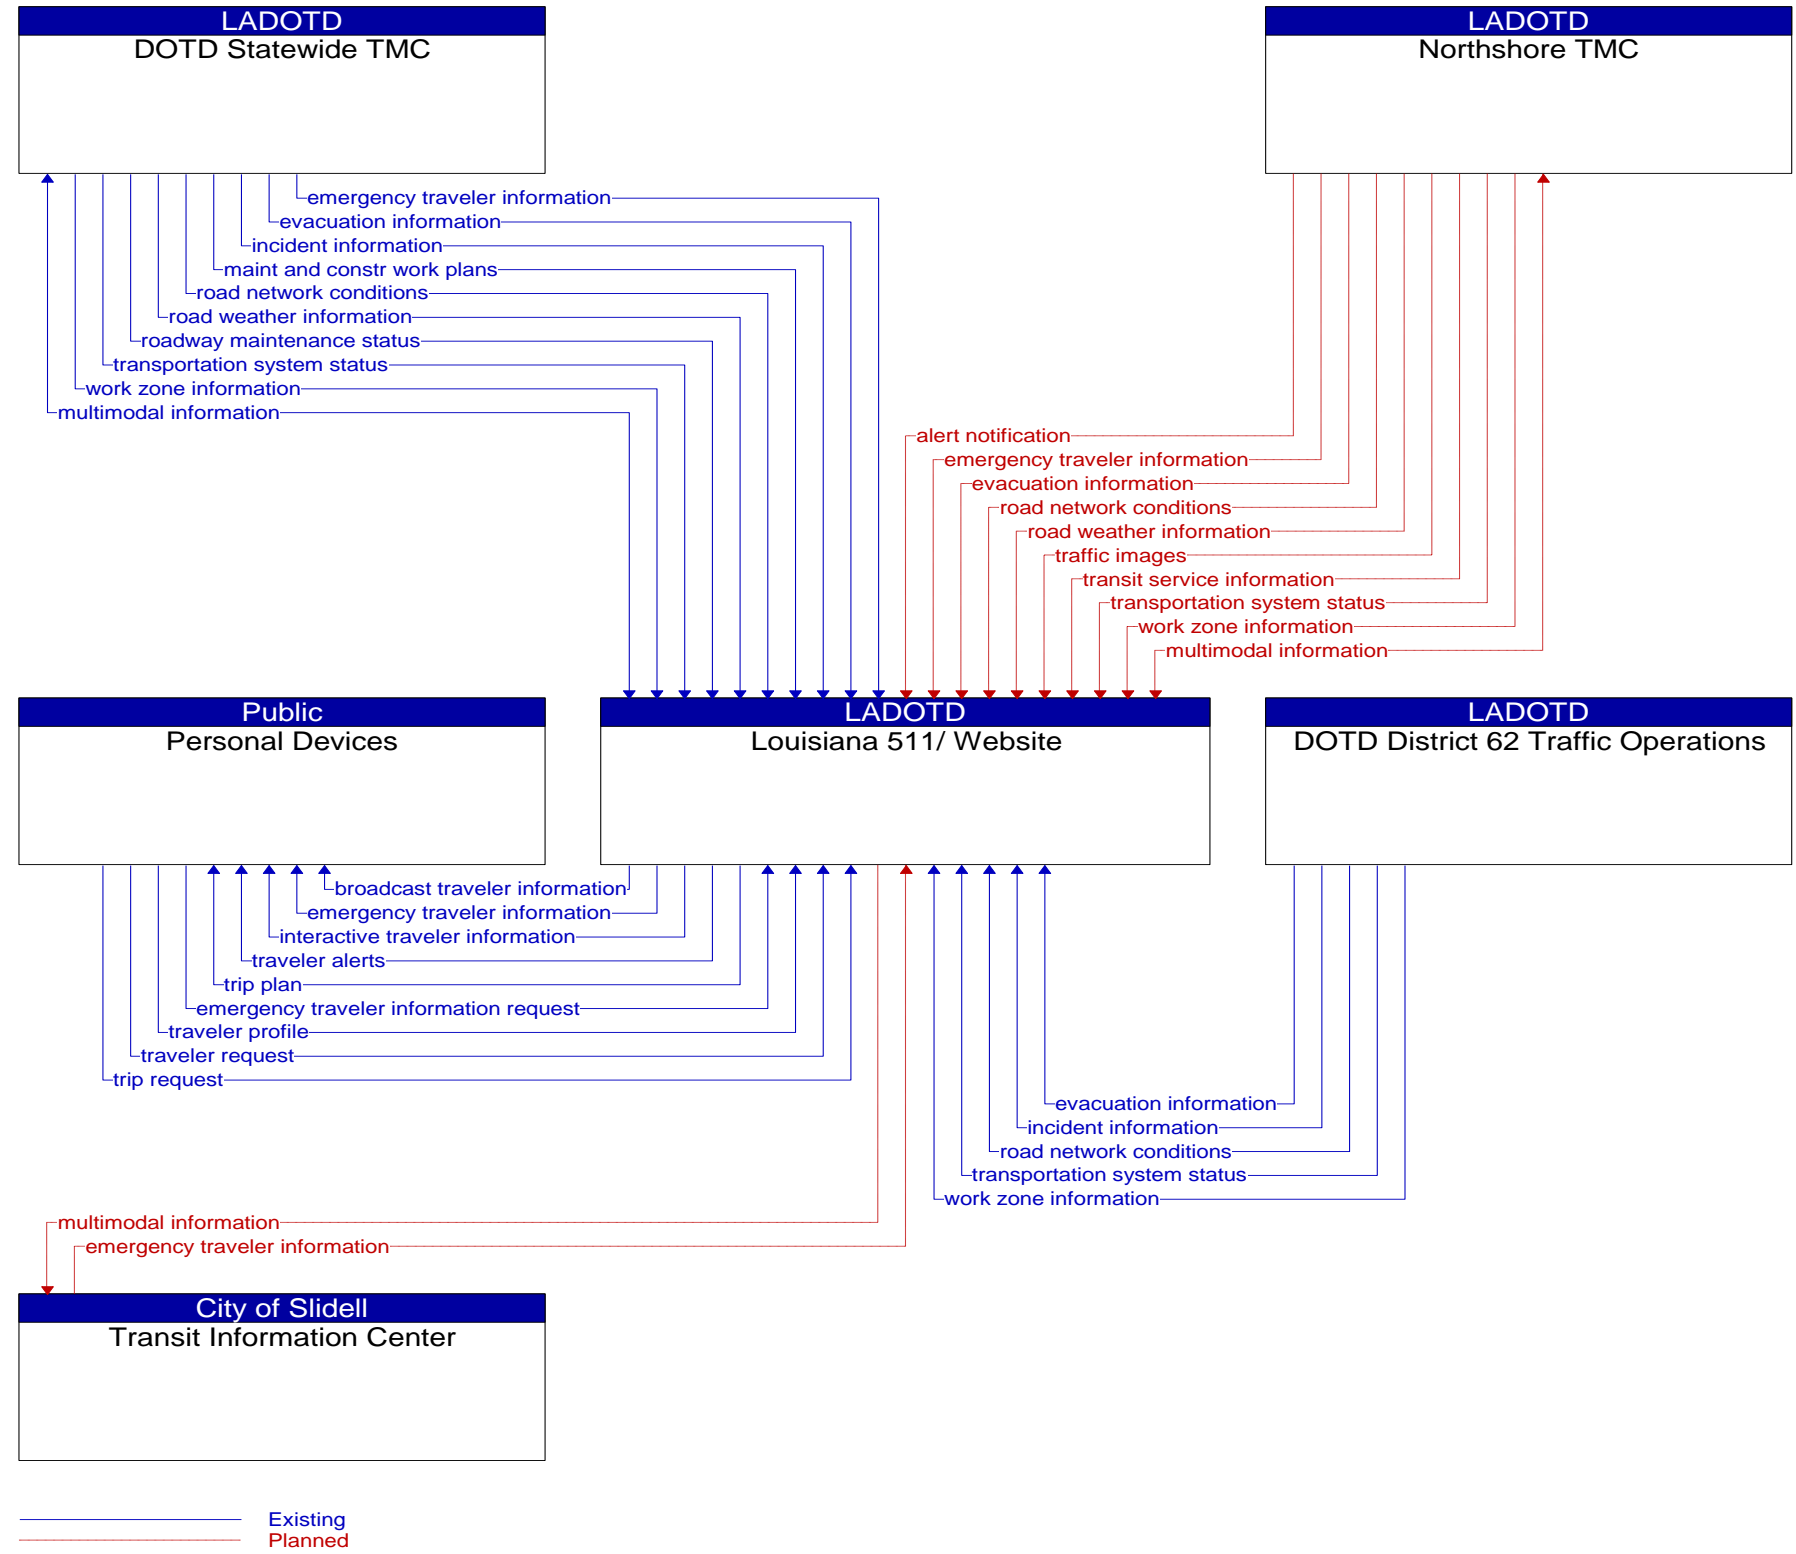 LADOTD
DOTD Statewide TMC
LADOTD
Northshore TMC
emergency traveler information
evacuation information
incident information
maint and constr work plans
road network conditions
road weather information
roadway maintenance status
transportation system status
work zone information
multimodal information
alert notification
emergency traveler information
evacuation information
road network conditions
road weather information
traffic images
transit service information
transportation system status
work zone information
multimodal information
Public
Personal Devices
LADOTD
Louisiana 511/ Website
LADOTD
DOTD District 62 Traffic Operations
broadcast traveler information
emergency traveler information
interactive traveler information
traveler alerts
trip plan
emergency traveler information request
traveler profile
traveler request
trip request
evacuation information
incident information
road network conditions
transportation system status
work zone information
multimodal information
emergency traveler information
City of Slidell
Transit Information Center
Existing
Planned